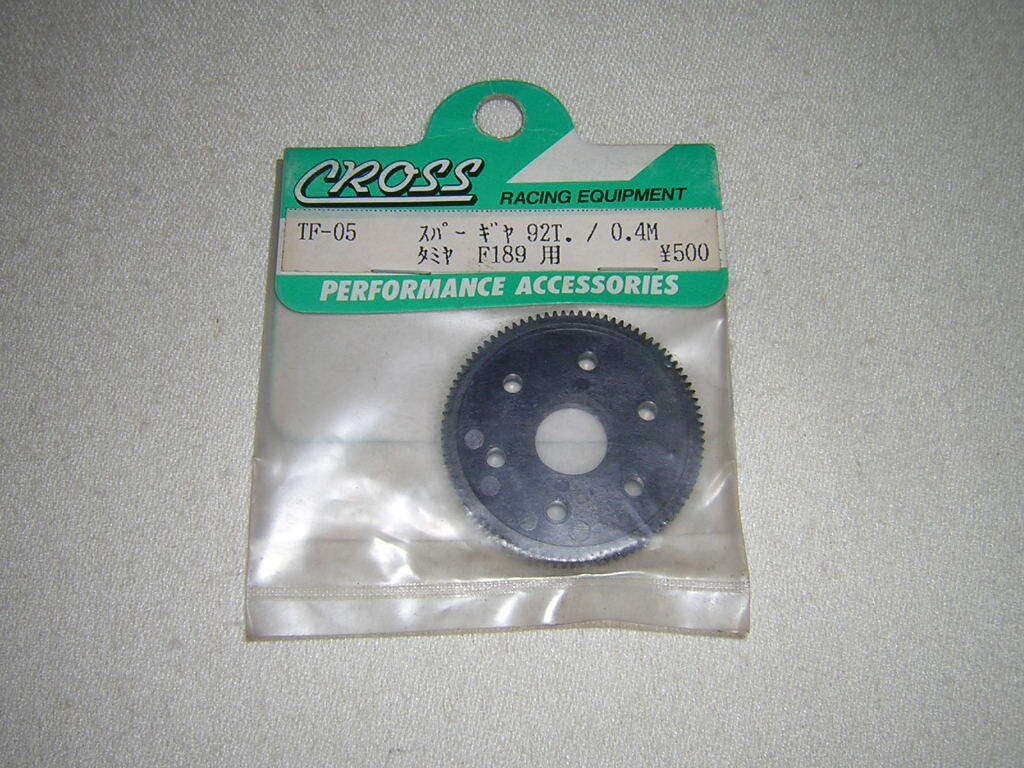 CROSS
RACING EQUIPMENT
TF-05 スパー ギヤ 92T. / 0.4M
タミヤ F189 用 ¥500
PERFORMANCE ACCESSORIES